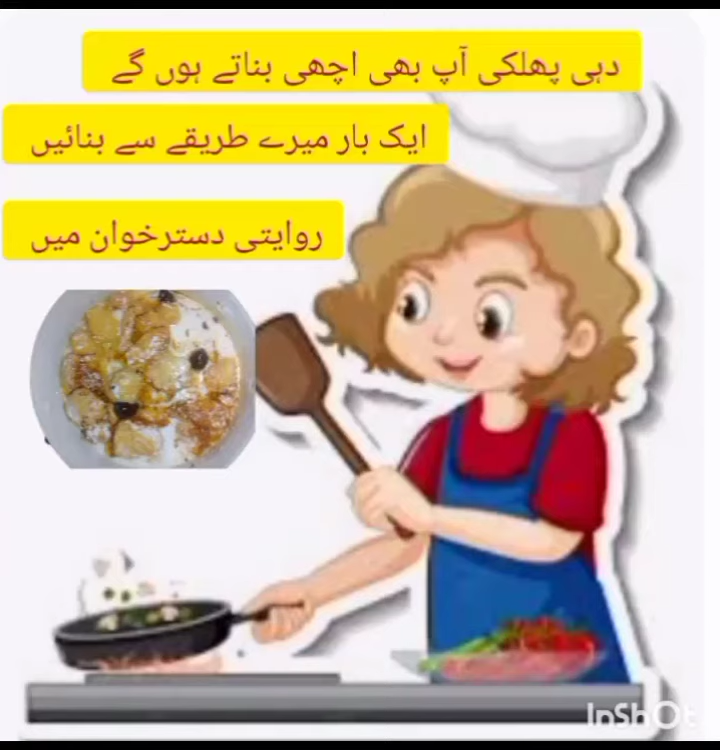 دہی پھلکی آپ بھی اچھی بناتے ہوں گے
ایک بار میرے طریقے سے بنائیں
روایتی دسترخوان میں
InShOt